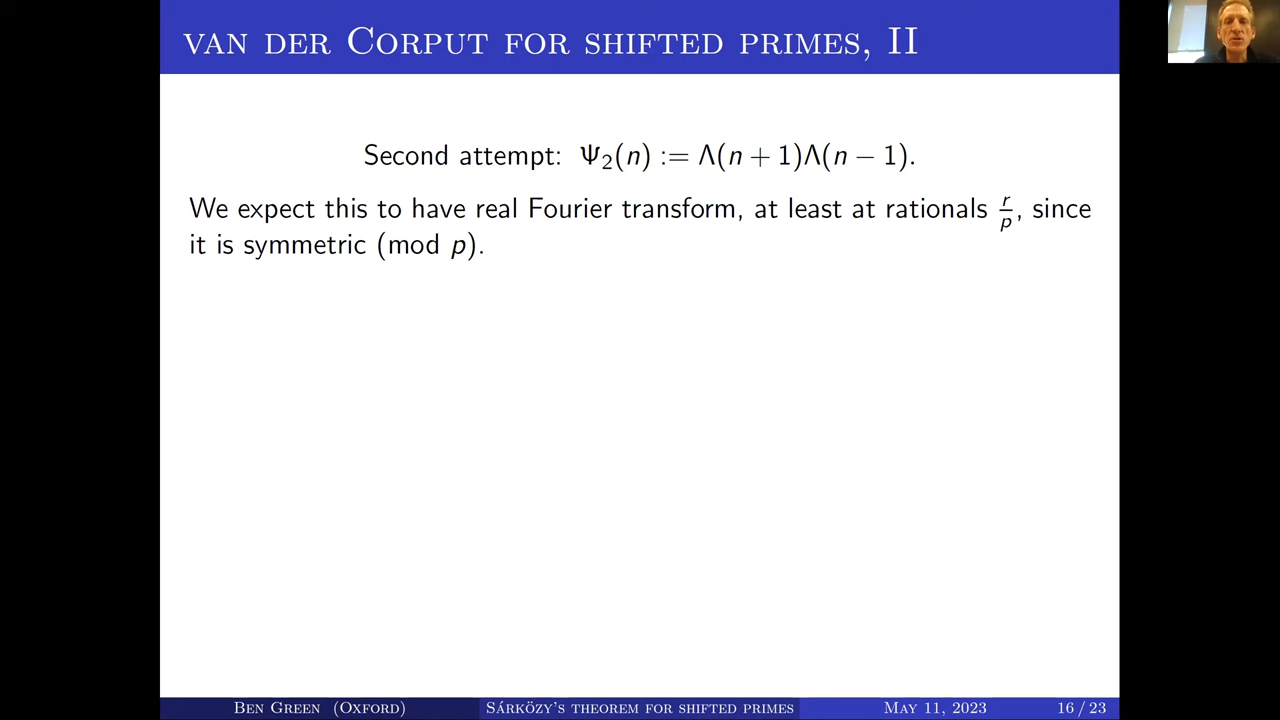 VAN DER CORPUT FOR SHIFTED PRIMES, II
Second attempt: Ψ₂(n) := Λ(n + 1)Λ(n − 1).
We expect this to have real Fourier transform, at least at rationals r/p, since
it is symmetric (mod p).
BEN GREEN (OXFORD) SÁRKÖZY'S THEOREM FOR SHIFTED PRIMES MAY 11, 2023 16 / 23